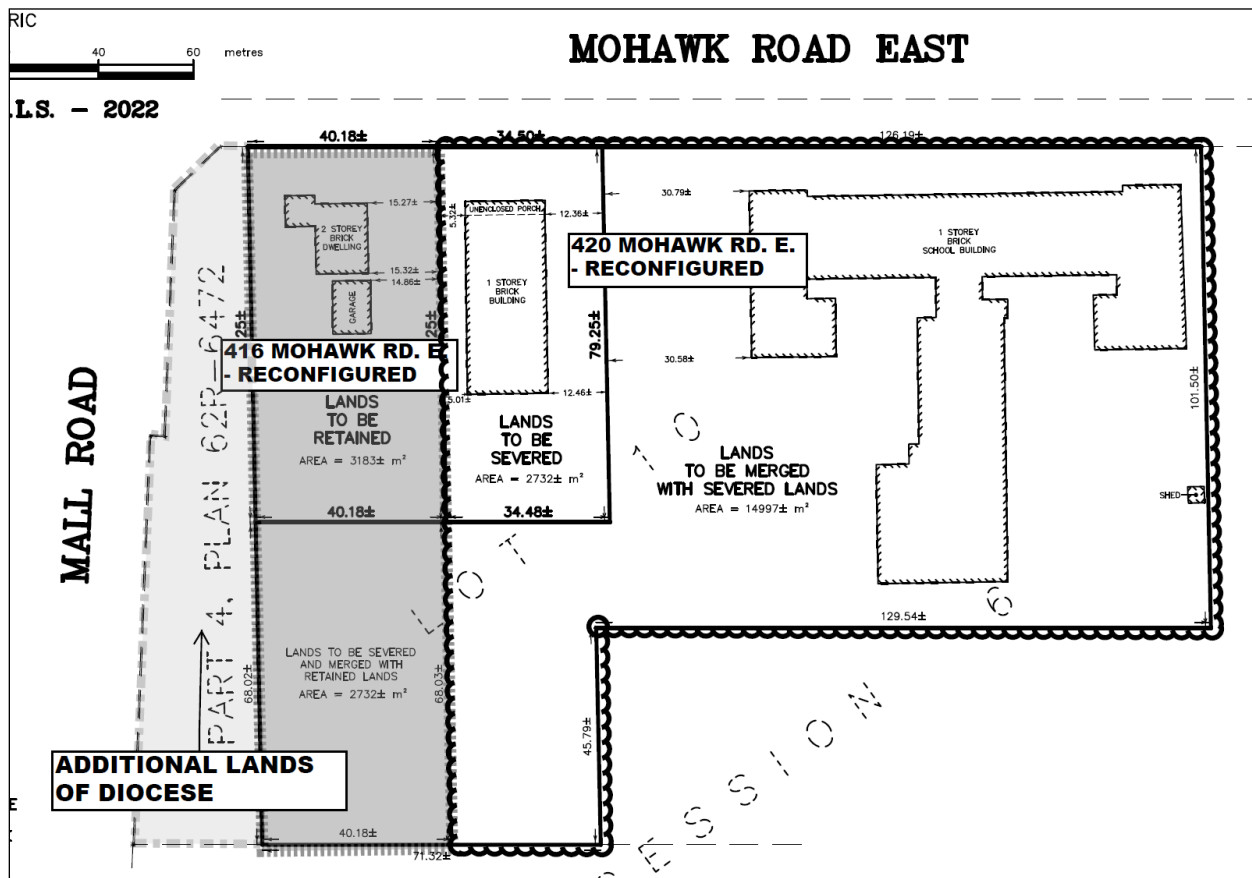 RIC
40
60
metres
MOHAWK ROAD EAST
.L.S. - 2022
40.18±
34.50±
126.19±
15.27±
2 STOREY
BRICK
DWELLING
15.32±
14.86±
GARAGE
25±
25±
416 MOHAWK RD. E.
- RECONFIGURED
LANDS
TO BE
RETAINED
AREA = 3183± m²
40.18±
5.32±
UNENCLOSED PORCH
12.36±
1 STOREY
BRICK
BUILDING
5.01±
12.46±
79.25±
LANDS
TO BE
SEVERED
AREA = 2732± m²
34.48±
30.79±
420 MOHAWK RD. E.
- RECONFIGURED
1 STOREY
BRICK
SCHOOL BUILDING
30.58±
101.50±
LANDS
TO BE MERGED
WITH SEVERED LANDS
AREA = 14997± m²
SHED
129.54±
MALL ROAD
PART 4, PLAN 62R-6472
LOT 10
LANDS TO BE SEVERED
AND MERGED WITH
RETAINED LANDS
AREA = 2732± m²
68.02±
68.03±
45.79±
ADDITIONAL LANDS
OF DIOCESE
40.18±
71.32±
ESSION 6
E